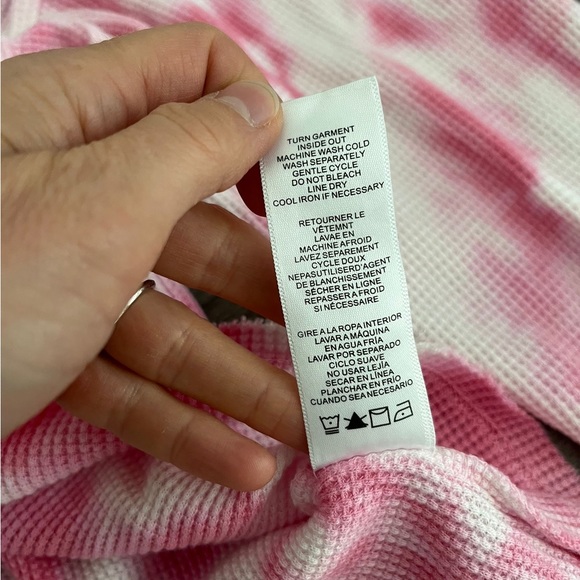 TURN GARMENT
INSIDE OUT
MACHINE WASH COLD
WASH SEPARATELY
GENTLE CYCLE
DO NOT BLEACH
LINE DRY
COOL IRON IF NECESSARY
RETOURNER LE
VÊTEMNT
LAVAE EN
MACHINE AFROID
LAVEZ SEPAREMENT
CYCLE DOUX
NEPASUTILISERD'AGENT
DE BLANCHISSEMENT
SÉCHER EN LIGNE
REPASSER A FROID
SI NÉCESSAIRE
GIRE A LA ROPA INTERIOR
LAVAR A MÁQUINA
EN AGUA FRÍA
LAVAR POR SEPARADO
CICLO SUAVE
NO USAR LEJÍA
SECAR EN LÍNEA
PLANCHAR EN FRÍO
CUANDO SEA NECESARIO